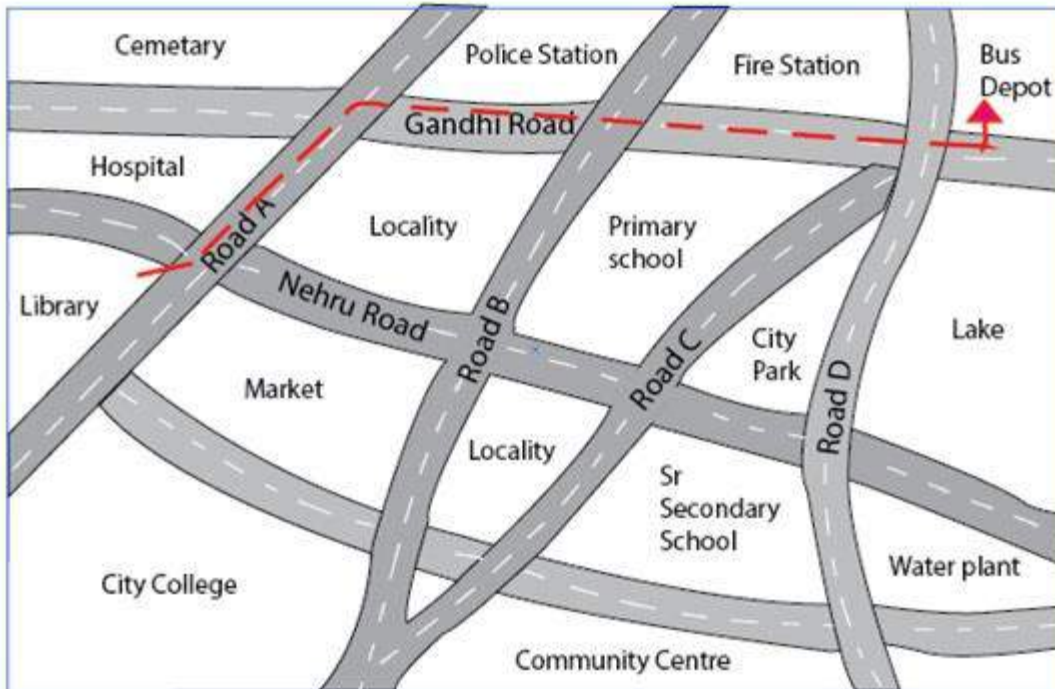 Cemetary
Police Station
Fire Station
Bus
Depot
Gandhi Road
Hospital
Road A
Locality
Primary
school
Library
Nehru Road
Road B
Road C
City
Park
Road D
Lake
Market
Locality
Sr
Secondary
School
City College
Water plant
Community Centre